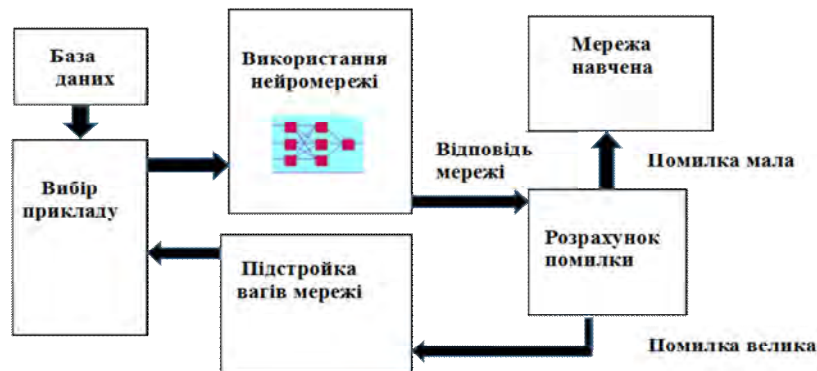 База
даних
Використання
нейромережі
Мережа
навчена
Відповідь
мережі
Помилка мала
Вибір
прикладу
Розрахунок
помилки
Підстройка
вагів мережі
Помилка велика